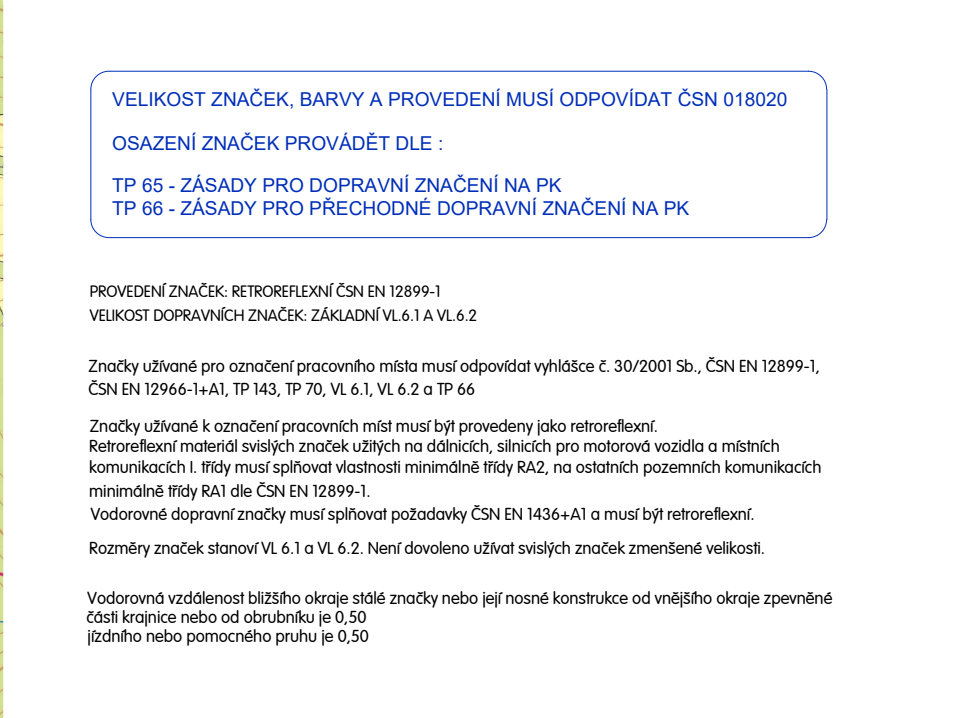 VELIKOST ZNAČEK, BARVY A PROVEDENÍ MUSÍ ODPOVÍDAT ČSN 018020
OSAZENÍ ZNAČEK PROVÁDĚT DLE :
TP 65 - ZÁSADY PRO DOPRAVNÍ ZNAČENÍ NA PK
TP 66 - ZÁSADY PRO PŘECHODNÉ DOPRAVNÍ ZNAČENÍ NA PK
PROVEDENÍ ZNAČEK: RETROREFLEXNÍ ČSN EN 12899-1
VELIKOST DOPRAVNÍCH ZNAČEK: ZÁKLADNÍ VL.6.1 A VL.6.2
Značky užívané pro označení pracovního místa musí odpovídat vyhlášce č. 30/2001 Sb., ČSN EN 12899-1,
ČSN EN 12966-1+A1, TP 143, TP 70, VL 6.1, VL 6.2 a TP 66
Značky užívané k označení pracovních míst musí být provedeny jako retroreflexní.
Retroreflexní materiál svislých značek užitých na dálnicích, silnicích pro motorová vozidla a místních
komunikacích I. třídy musí splňovat vlastnosti minimálně třídy RA2, na ostatních pozemních komunikacích
minimálně třídy RA1 dle ČSN EN 12899-1.
Vodorovné dopravní značky musí splňovat požadavky ČSN EN 1436+A1 a musí být retroreflexní.
Rozměry značek stanoví VL 6.1 a VL 6.2. Není dovoleno užívat svislých značek zmenšené velikosti.
Vodorovná vzdálenost bližšího okraje stálé značky nebo její nosné konstrukce od vnějšího okraje zpevněné
části krajnice nebo od obrubníku je 0,50
jízdního nebo pomocného pruhu je 0,50